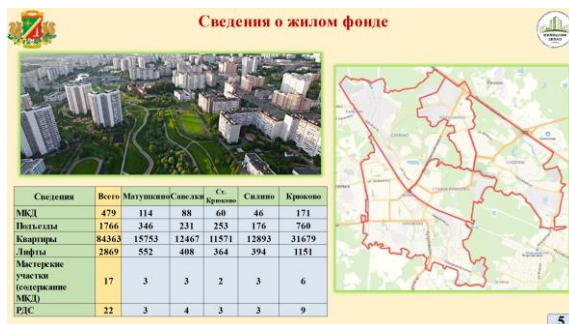 Сведения о жилом фонде
Сведения Всего Матушкино Савелки Ст. Крюково Силино Крюково
МКД 479 114 88 60 46 171
Подъезды 1766 346 231 253 176 760
Квартиры 84363 15753 12467 11571 12893 31679
Лифты 2869 552 408 364 394 1151
Мастерские
участки
(содержание
МКД) 17 3 3 2 3 6
РДС 22 3 4 3 3 9
5